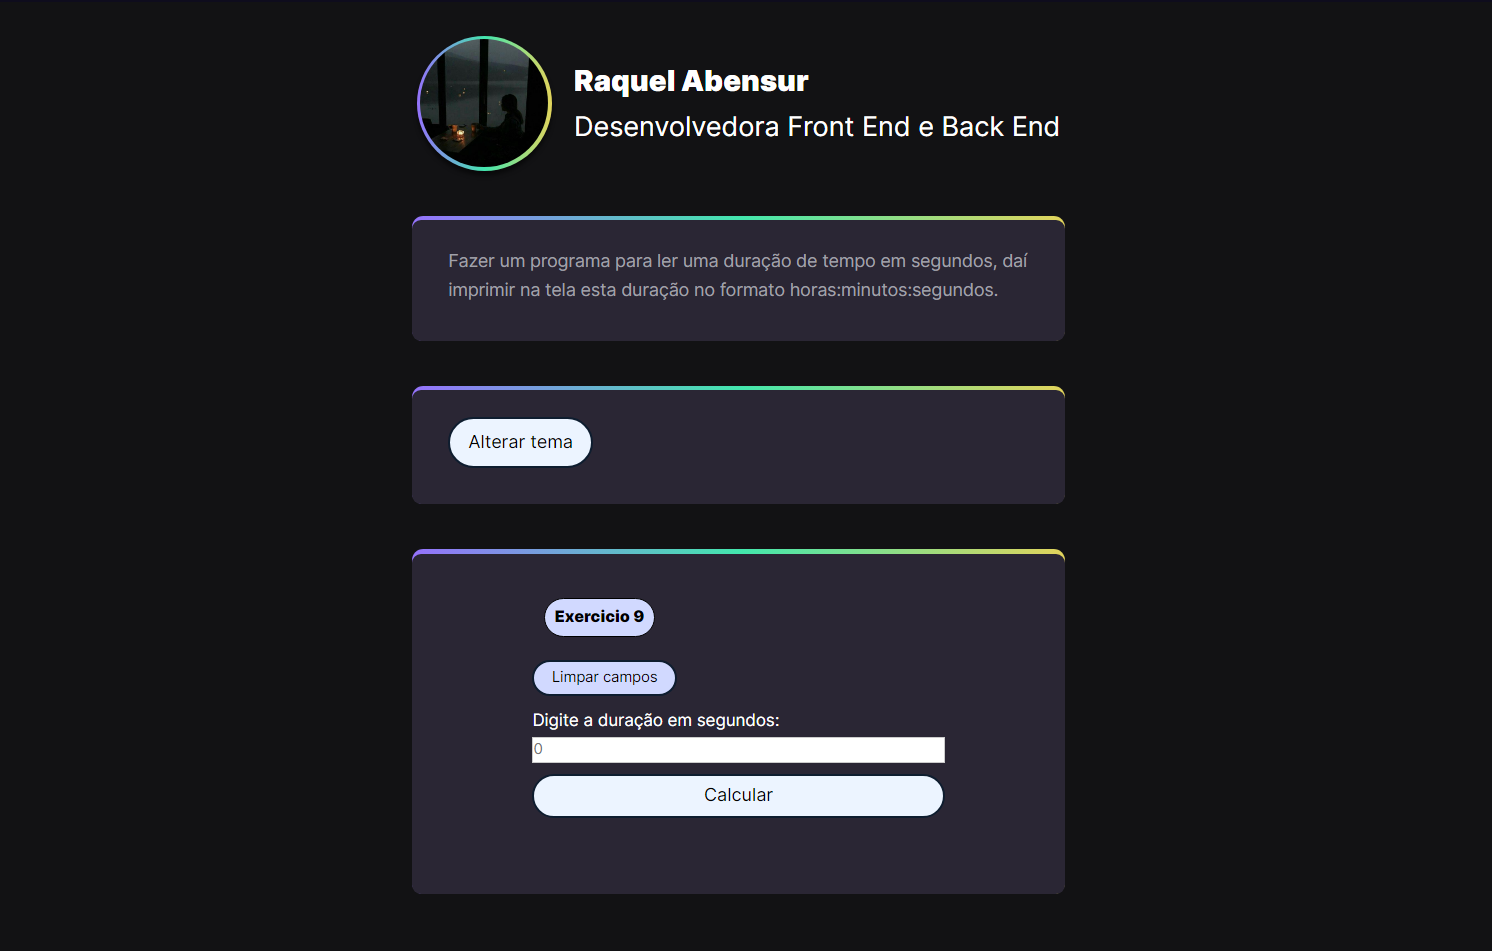 Raquel Abensur
Desenvolvedora Front End e Back End
Fazer um programa para ler uma duração de tempo em segundos, daí
imprimir na tela esta duração no formato horas:minutos:segundos.
Alterar tema
Exercicio 9
Limpar campos
Digite a duração em segundos:
0
Calcular